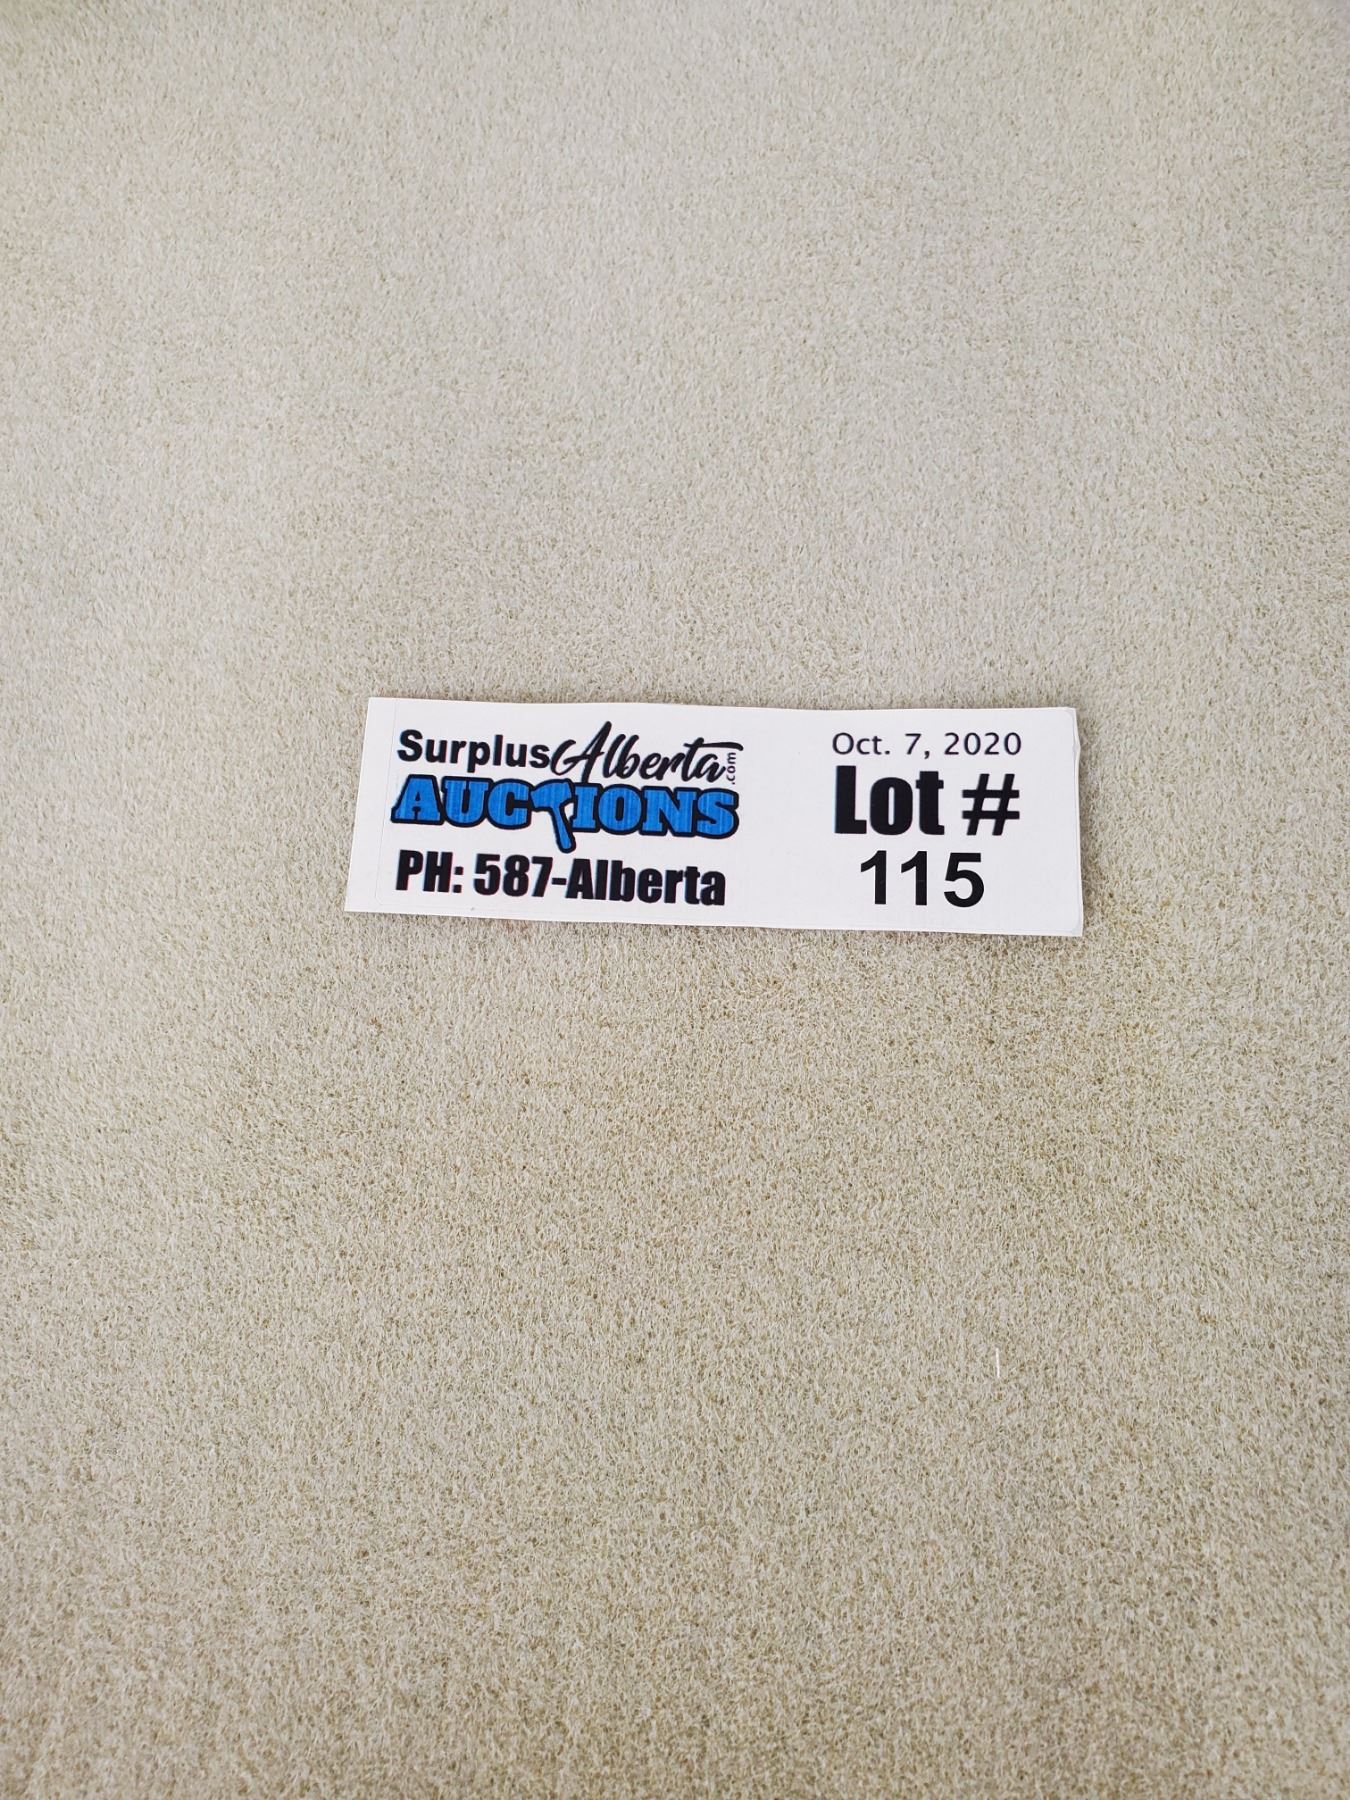 SurplusAlberta.com
AUCTIONS
PH: 587-Alberta
Oct. 7, 2020
Lot #
115